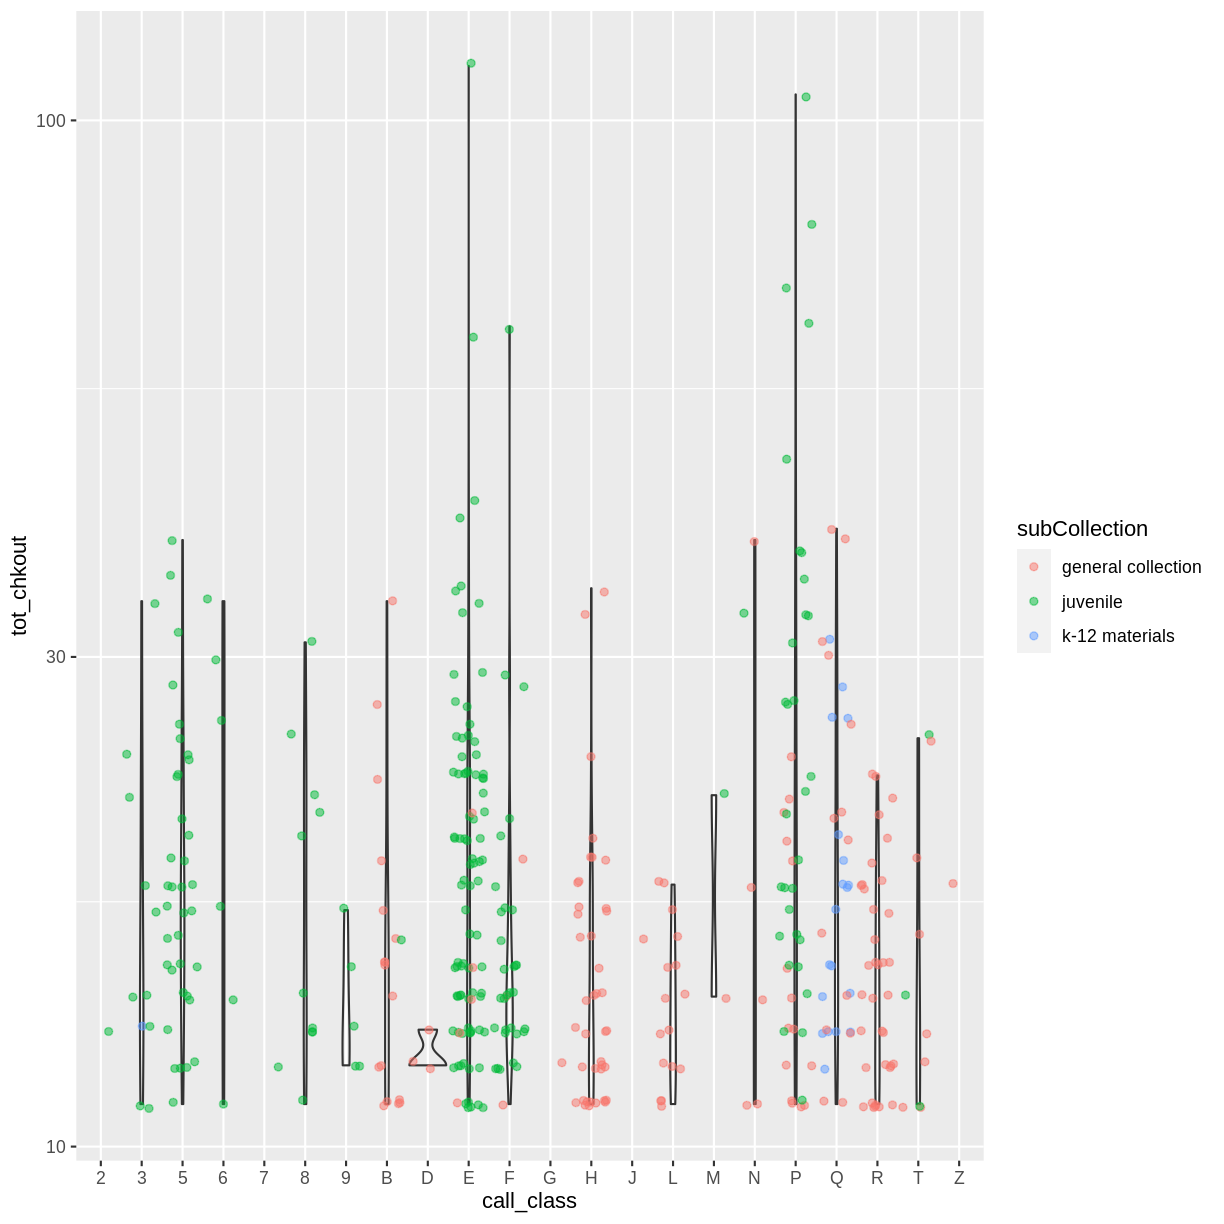 100
30
10
tot_chkout
2 3 5 6 7 8 9 B D E F G H J L M N P Q R T Z
call_class
subCollection
general collection
juvenile
k-12 materials